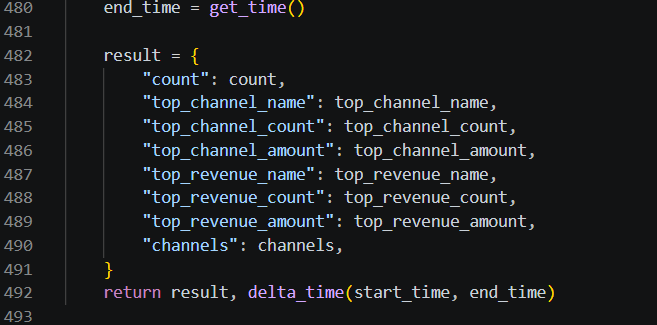 480 end_time = get_time()
481
482 result = {
483 "count": count,
484 "top_channel_name": top_channel_name,
485 "top_channel_count": top_channel_count,
486 "top_channel_amount": top_channel_amount,
487 "top_revenue_name": top_revenue_name,
488 "top_revenue_count": top_revenue_count,
489 "top_revenue_amount": top_revenue_amount,
490 "channels": channels,
491 }
492 return result, delta_time(start_time, end_time)
493